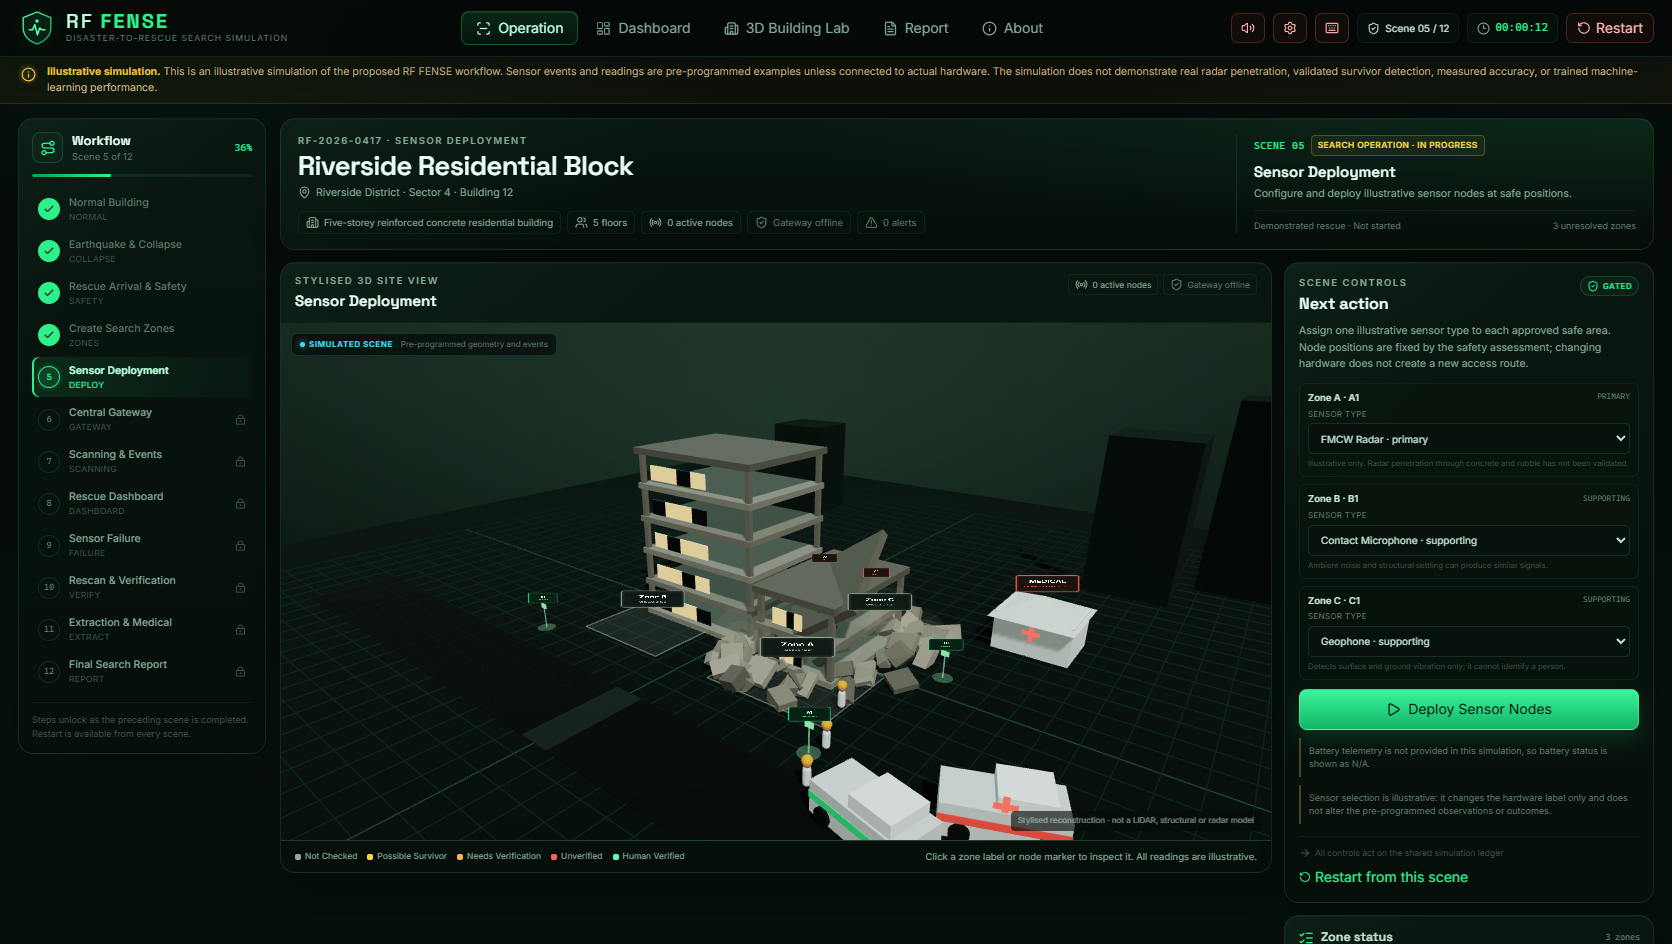 RF FENSE
DISASTER-TO-RESCUE SEARCH SIMULATION
Operation
Dashboard
3D Building Lab
Report
About
Scene 05 / 12
00:00:12
Restart
Illustrative simulation. This is an illustrative simulation of the proposed RF FENSE workflow. Sensor events and readings are pre-programmed examples unless connected to actual hardware. The simulation does not demonstrate real radar penetration, validated survivor detection, measured accuracy, or trained machine-
learning performance.
Workflow
Scene 5 of 12
36%
Normal Building
NORMAL
Earthquake & Collapse
COLLAPSE
Rescue Arrival & Safety
SAFETY
Create Search Zones
ZONES
5
Sensor Deployment
DEPLOY
6
Central Gateway
GATEWAY
7
Scanning & Events
SCANNING
8
Rescue Dashboard
DASHBOARD
9
Sensor Failure
FAILURE
10
Rescan & Verification
VERIFY
11
Extraction & Medical
EXTRACT
12
Final Search Report
REPORT
Steps unlock as the preceding scene is completed.
Restart is available from every scene.
RF-2026-0417 · SENSOR DEPLOYMENT
Riverside Residential Block
Riverside District · Sector 4 · Building 12
Five-storey reinforced concrete residential building
5 floors
0 active nodes
Gateway offline
0 alerts
SCENE 05
SEARCH OPERATION · IN PROGRESS
Sensor Deployment
Configure and deploy illustrative sensor nodes at safe positions.
Demonstrated rescue · Not started
3 unresolved zones
STYLISED 3D SITE VIEW
Sensor Deployment
0 active nodes
Gateway offline
SIMULATED SCENE
Pre-programmed geometry and events
MEDICAL
Zone B
Zone C
Zone A
Stylised reconstruction - not a LIDAR, structural or radar model
Not Checked
Possible Survivor
Needs Verification
Unverified
Human Verified
Click a zone label or node marker to inspect it. All readings are illustrative.
SCENE CONTROLS
GATED
Next action
Assign one illustrative sensor type to each approved safe area.
Node positions are fixed by the safety assessment; changing
hardware does not create a new access route.
Zone A · A1
PRIMARY
SENSOR TYPE
FMCW Radar · primary
Illustrative only. Radar penetration through concrete and rubble has not been validated.
Zone B · B1
SUPPORTING
SENSOR TYPE
Contact Microphone · supporting
Ambient noise and structural settling can produce similar signals.
Zone C · C1
SUPPORTING
SENSOR TYPE
Geophone · supporting
Detects surface and ground vibration only; it cannot identify a person.
Deploy Sensor Nodes
Battery telemetry is not provided in this simulation, so battery status is
shown as N/A.
Sensor selection is illustrative: it changes the hardware label only and does
not alter the pre-programmed observations or outcomes.
All controls act on the shared simulation ledger
Restart from this scene
Zone status
3 zones